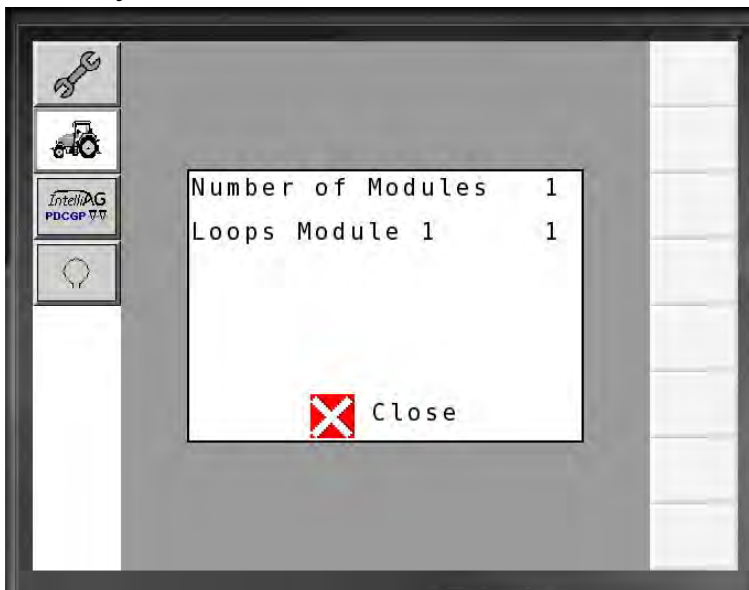 IntelliAG
PDCGP
Number of Modules 1
Loops Module 1 1
Close